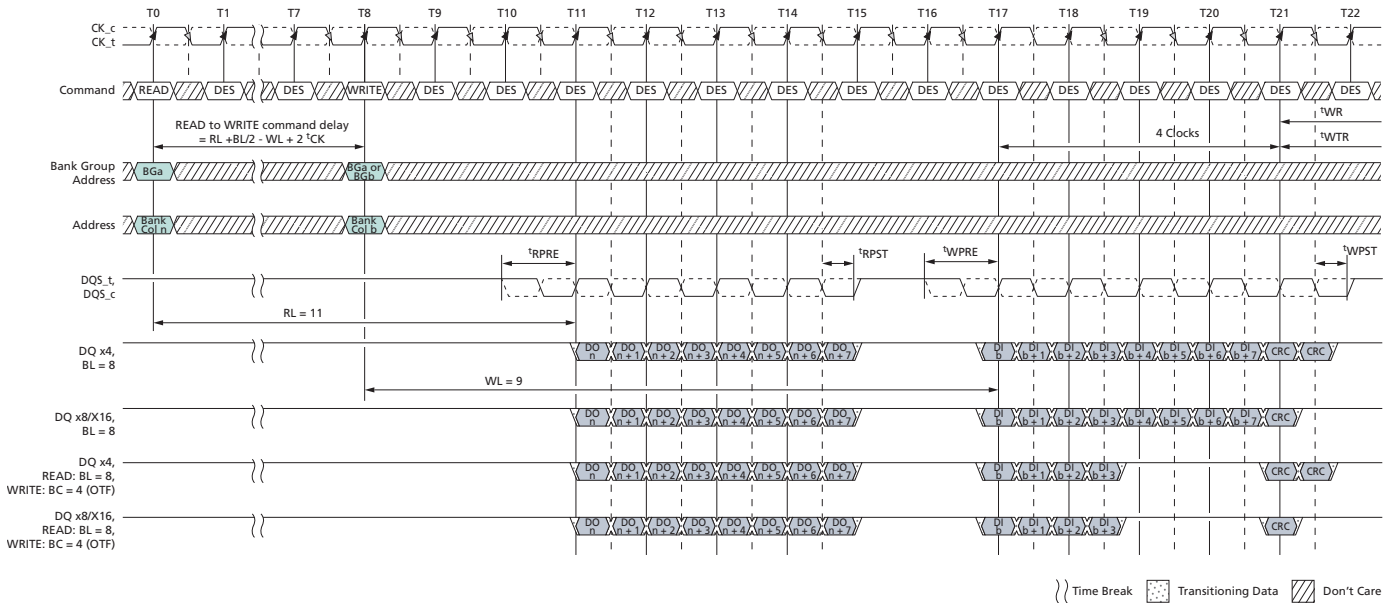 T0 T1 T7 T8 T9 T10 T11 T12 T13 T14 T15 T16 T17 T18 T19 T20 T21 T22
CK_c
CK_t
Command READ DES DES WRITE DES DES DES DES DES DES DES DES DES DES DES DES DES DES
READ to WRITE command delay
= RL +BL/2 - WL + 2 tCK
4 Clocks
tWR
tWTR
Bank Group
Address
BGa
BGa or
BGb
Address
Bank
Col n
Bank
Col b
tRPRE tRPST tWPRE tWPST
DQS_t,
DQS_c
RL = 11
DQ x4,
BL = 8
DO n DO n + 1 DO n + 2 DO n + 3 DO n + 4 DO n + 5 DO n + 6 DO n + 7 DI b DI b + 1 DI b + 2 DI b + 3 DI b + 4 DI b + 5 DI b + 6 DI b + 7 CRC CRC
WL = 9
DQ x8/X16,
BL = 8
DO n DO n + 1 DO n + 2 DO n + 3 DO n + 4 DO n + 5 DO n + 6 DO n + 7 DI b DI b + 1 DI b + 2 DI b + 3 DI b + 4 DI b + 5 DI b + 6 DI b + 7 CRC
DQ x4,
READ: BL = 8,
WRITE: BC = 4 (OTF)
DO n DO n + 1 DO n + 2 DO n + 3 DO n + 4 DO n + 5 DO n + 6 DO n + 7 DI b DI b + 1 DI b + 2 DI b + 3 CRC CRC
DQ x8/X16,
READ: BL = 8,
WRITE: BC = 4 (OTF)
DO n DO n + 1 DO n + 2 DO n + 3 DO n + 4 DO n + 5 DO n + 6 DO n + 7 DI b DI b + 1 DI b + 2 DI b + 3 CRC
Time Break Transitioning Data Don't Care